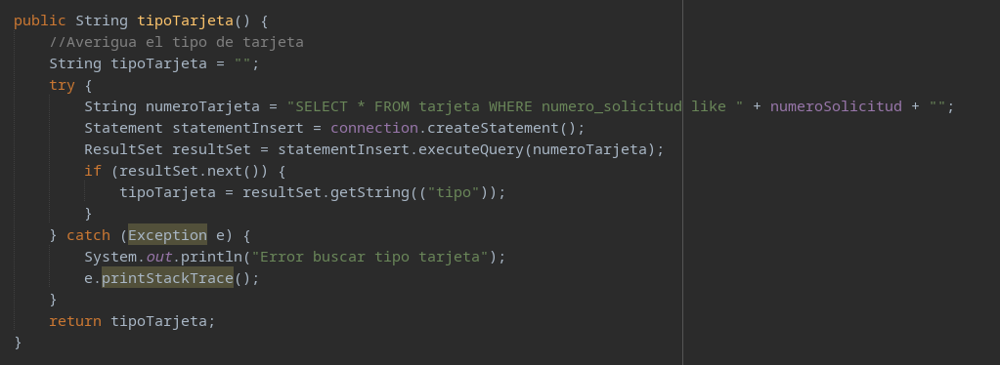 public String tipoTarjeta() {
    //Averigua el tipo de tarjeta
    String tipoTarjeta = "";
    try {
        String numeroTarjeta = "SELECT * FROM tarjeta WHERE numero_solicitud like " + numeroSolicitud + "";
        Statement statementInsert = connection.createStatement();
        ResultSet resultSet = statementInsert.executeQuery(numeroTarjeta);
        if (resultSet.next()) {
            tipoTarjeta = resultSet.getString(("tipo"));
        }
    } catch (Exception e) {
        System.out.println("Error buscar tipo tarjeta");
        e.printStackTrace();
    }
    return tipoTarjeta;
}